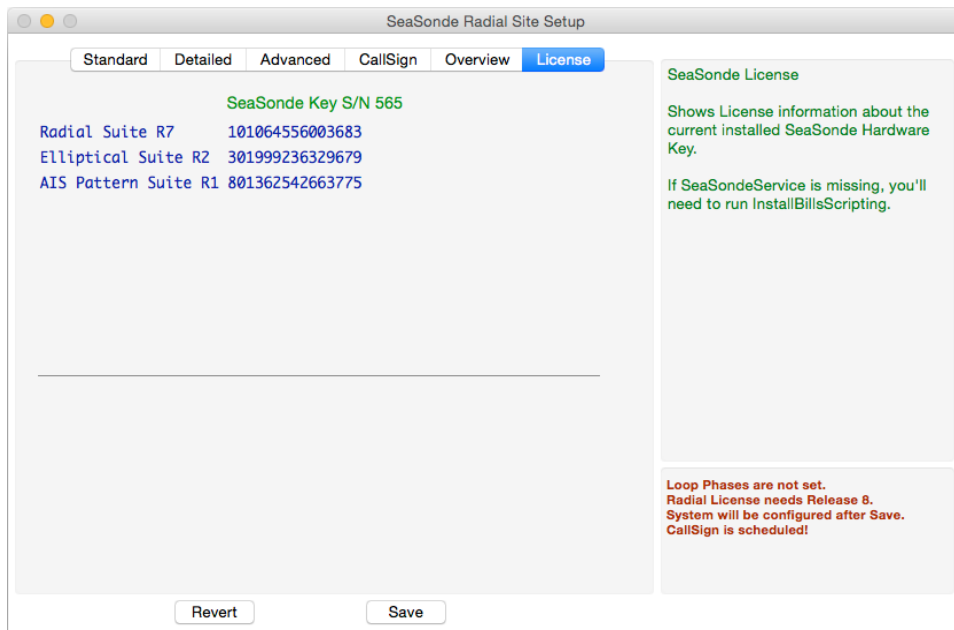 SeaSonde Radial Site Setup
Standard Detailed Advanced CallSign Overview License
SeaSonde Key S/N 565
Radial Suite R7 101064556003683
Elliptical Suite R2 301999236329679
AIS Pattern Suite R1 801362542663775
SeaSonde License
Shows License information about the
current installed SeaSonde Hardware
Key.
If SeaSondeService is missing, you'll
need to run InstallBillsScripting.
Loop Phases are not set.
Radial License needs Release 8.
System will be configured after Save.
CallSign is scheduled!
Revert Save